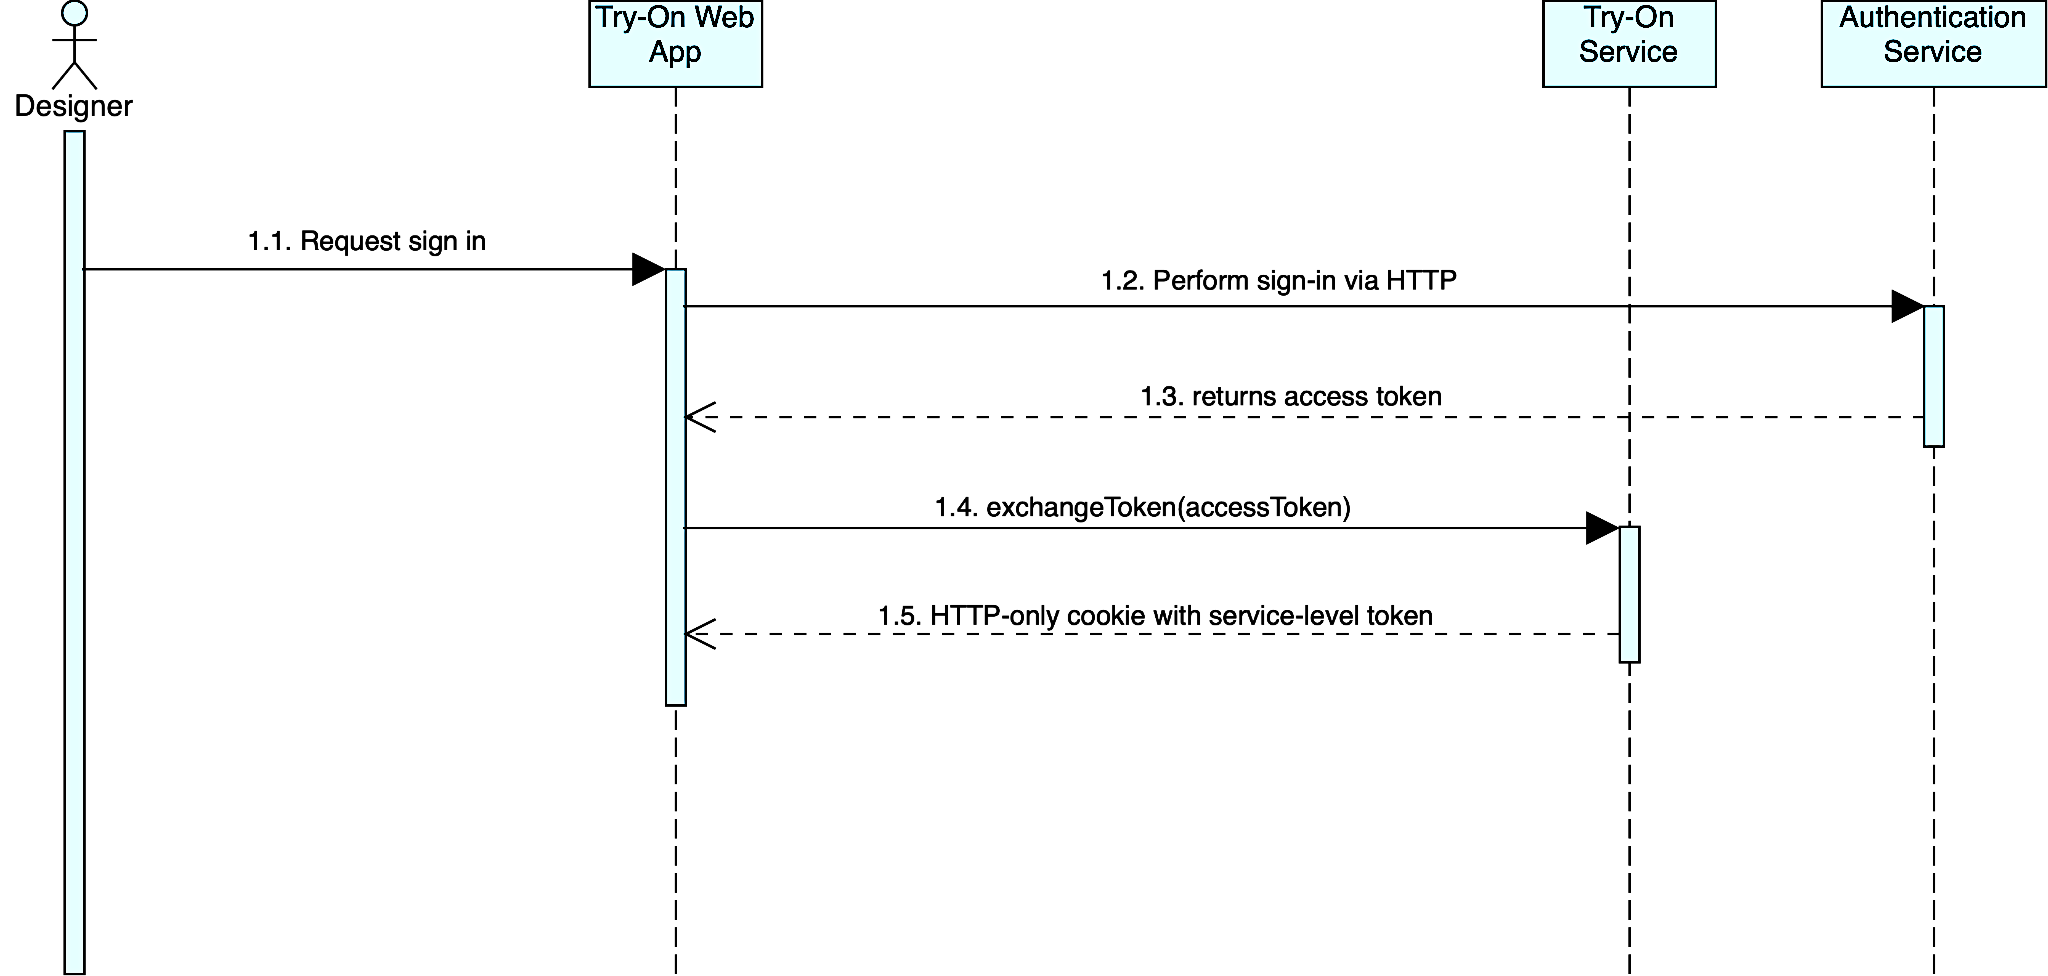 Designer
Try-On Web
App
Try-On
Service
Authentication
Service
1.1. Request sign in
1.2. Perform sign-in via HTTP
1.3. returns access token
1.4. exchangeToken(accessToken)
1.5. HTTP-only cookie with service-level token